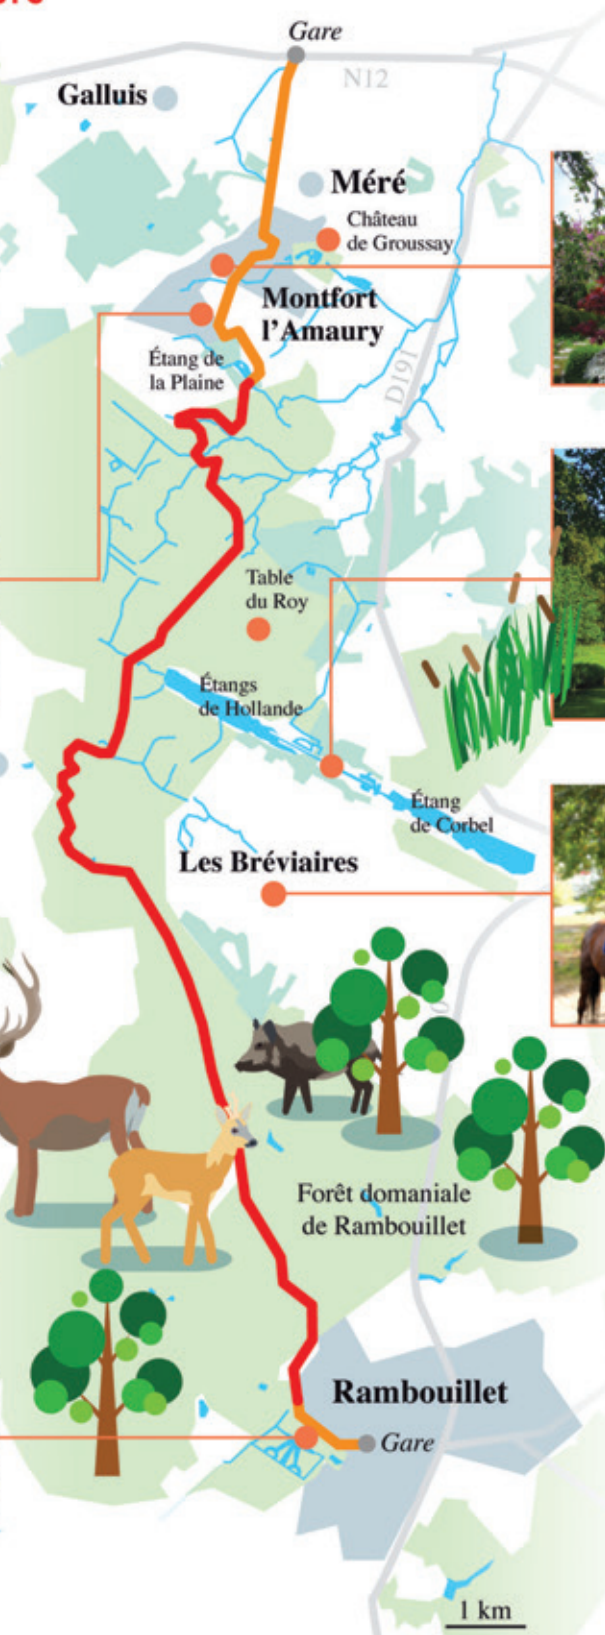 Gare
N12
Galluis
Méré
Château
de Groussay
Montfort
l'Amaury
Étang de
la Plaine
D191
Table
du Roy
Étangs
de Hollande
Étang
de Corbel
Les Bréviaires
Forêt domaniale
de Rambouillet
Rambouillet
Gare
1 km